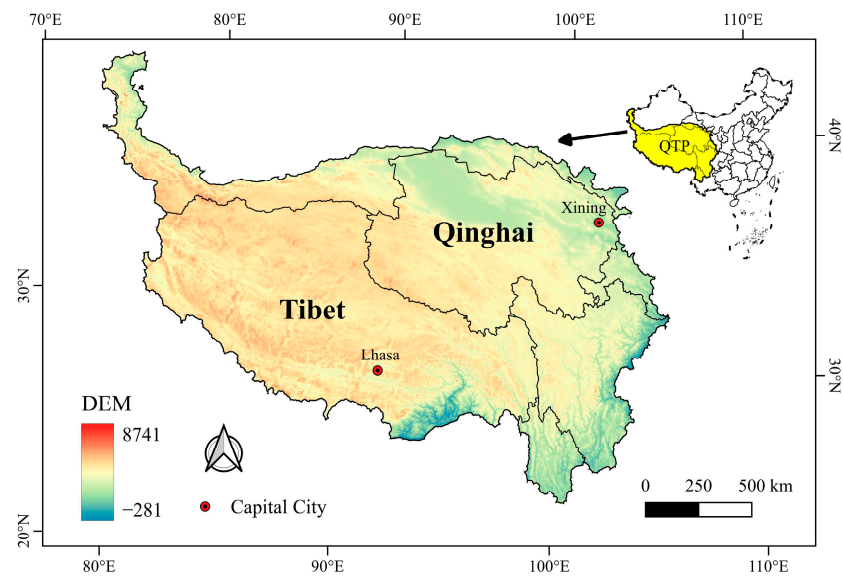 70°E 80°E 90°E 100°E 110°E
40°N
QTP
Xining
Qinghai
30°N
Tibet
Lhasa
30°N
DEM
8741
−281
Capital City
0 250 500 km
20°N
80°E 90°E 100°E 110°E